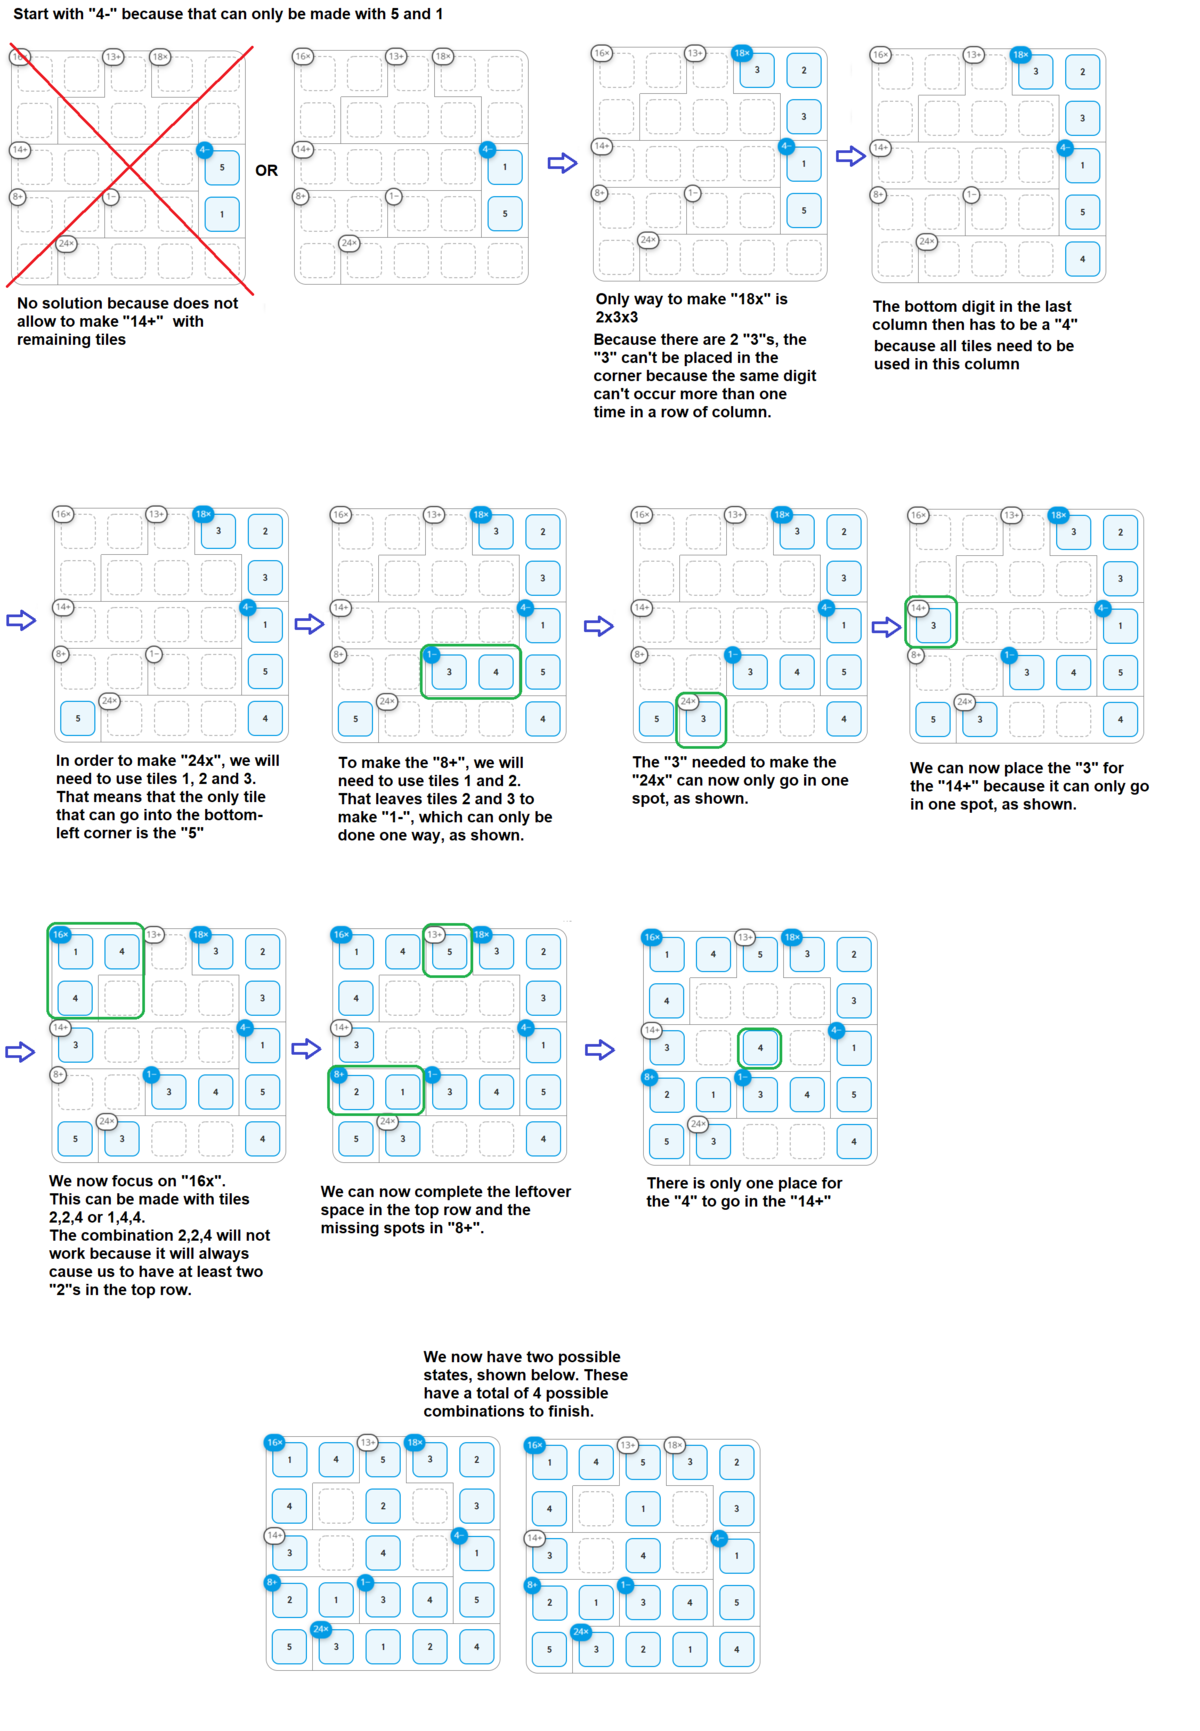 Start with "4-" because that can only be made with 5 and 1
16× 13+ 18×
14+ 4− 5
8+ 1− 1
24×
OR
16× 13+ 18×
14+ 4− 1
8+ 1− 5
24×
16× 13+ 18× 3 2
3
14+ 4− 1
8+ 1− 5
24×
16× 13+ 18× 3 2
3
14+ 4− 1
8+ 1− 5
24× 4
No solution because does not
allow to make "14+" with
remaining tiles
Only way to make "18x" is
2x3x3
Because there are 2 "3"s, the
"3" can't be placed in the
corner because the same digit
can't occur more than one
time in a row of column.
The bottom digit in the last
column then has to be a "4"
because all tiles need to be
used in this column
16× 13+ 18× 3 2
3
14+ 4− 1
8+ 1− 5
5 24× 4
16× 13+ 18× 3 2
3
14+ 4− 1
8+ 1− 3 4 5
5 24× 4
16× 13+ 18× 3 2
3
14+ 4− 1
8+ 1− 3 4 5
5 24× 3 4
16× 13+ 18× 3 2
3
14+ 3 4− 1
8+ 1− 3 4 5
5 24× 3 4
In order to make "24x", we will
need to use tiles 1, 2 and 3.
That means that the only tile
that can go into the bottom-
left corner is the "5"
To make the "8+", we will
need to use tiles 1 and 2.
That leaves tiles 2 and 3 to
make "1-", which can only be
done one way, as shown.
The "3" needed to make the
"24x" can now only go in one
spot, as shown.
We can now place the "3" for
the "14+" because it can only go
in one spot, as shown.
16× 1 4 13+ 18× 3 2
4 3
14+ 3 4− 1
8+ 1− 3 4 5
5 24× 3 4
16× 1 4 13+ 5 18× 3 2
4 3
14+ 3 4− 1
8+ 2 1 1− 3 4 5
5 24× 3 4
16× 1 4 13+ 5 18× 3 2
4 3
14+ 3 4 4− 1
8+ 2 1 1− 3 4 5
5 24× 3 4
We now focus on "16x".
This can be made with tiles
2,2,4 or 1,4,4.
The combination 2,2,4 will not
work because it will always
cause us to have at least two
"2"s in the top row.
We can now complete the leftover
space in the top row and the
missing spots in "8+".
There is only one place for
the "4" to go in the "14+"
We now have two possible
states, shown below. These
have a total of 4 possible
combinations to finish.
16× 1 4 13+ 5 18× 3 2
4 2 3
14+ 3 4 4− 1
8+ 2 1 1− 3 4 5
5 24× 3 1 2 4
16× 1 4 13+ 5 18× 3 2
4 1 3
14+ 3 4 4− 1
8+ 2 1 1− 3 4 5
5 24× 3 2 1 4